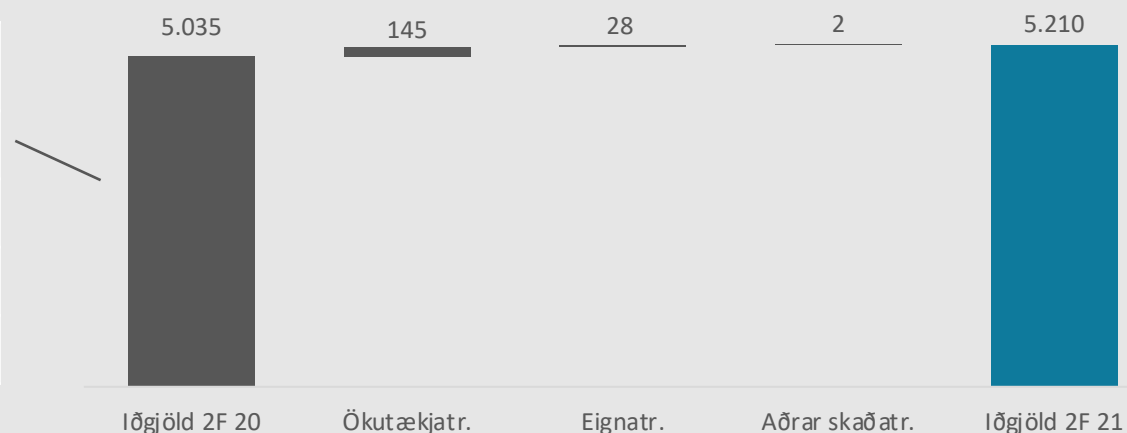 5.035 145 28 2 5.210
Iðgjöld 2F 20 Ökutækjatr. Eignatr. Aðrar skaðatr. Iðgjöld 2F 21